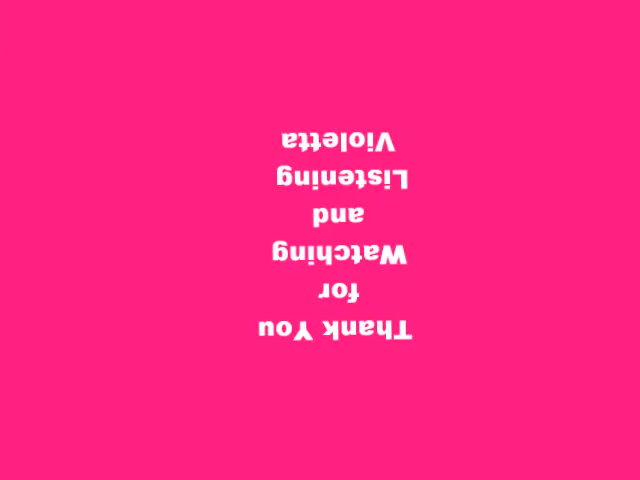 Thank You
for
Watching
and
Listening
Violetta